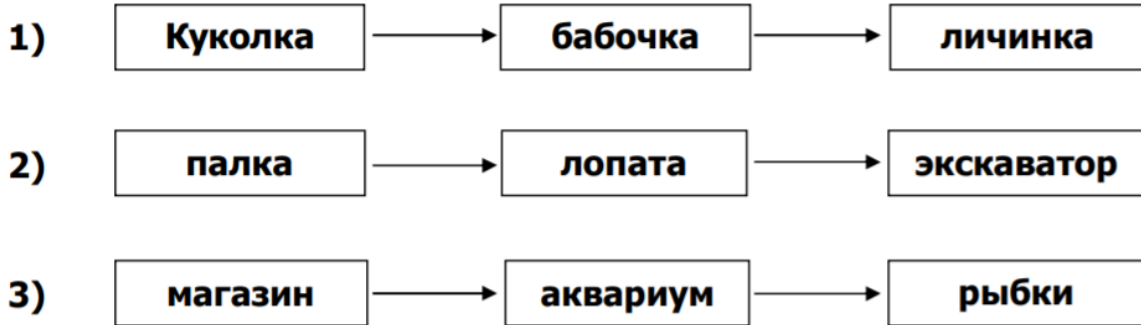 1) Куколка бабочка личинка
2) палка лопата экскаватор
3) магазин аквариум рыбки